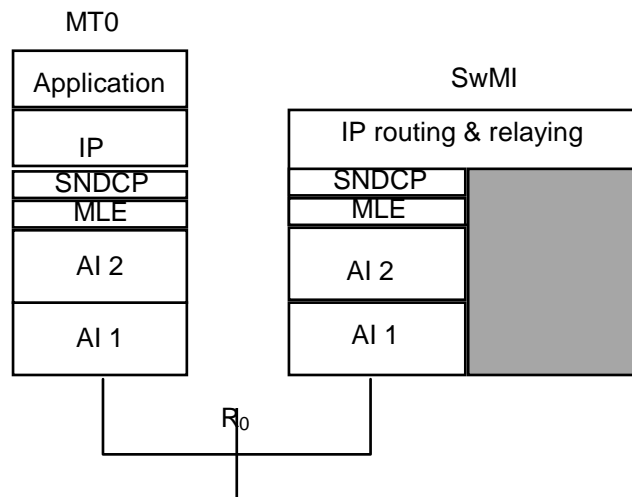 MT0
Application
IP
SNDCP
MLE
AI 2
AI 1
SwMI
IP routing & relaying
SNDCP
MLE
AI 2
AI 1
R₀